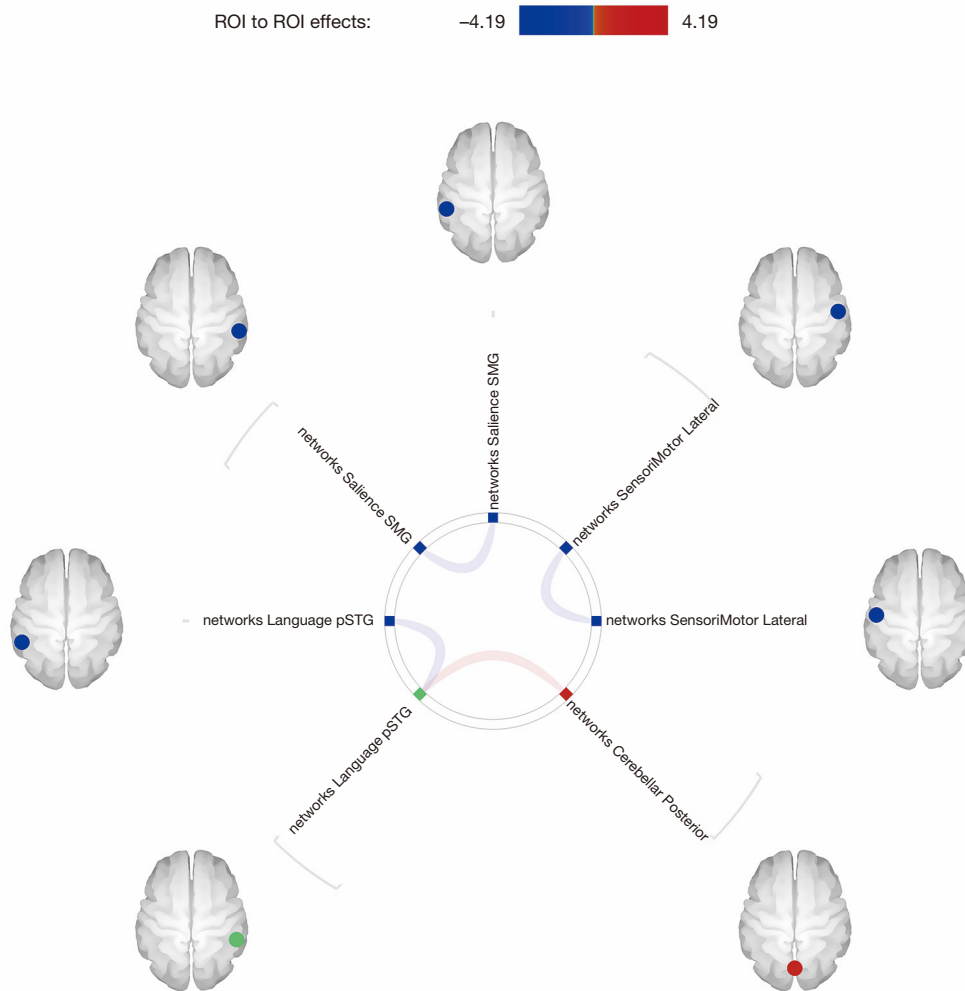 ROI to ROI effects: –4.19 4.19
networks Salience SMG
networks Salience SMG
networks SensoriMotor Lateral
networks Language pSTG
networks SensoriMotor Lateral
networks Language pSTG
networks Cerebellar Posterior